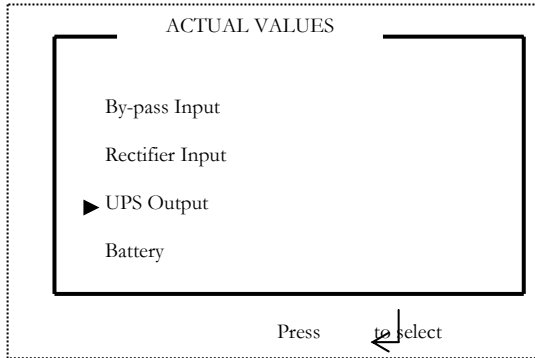 ACTUAL VALUES
By-pass Input
Rectifier Input
UPS Output
Battery
Press to select